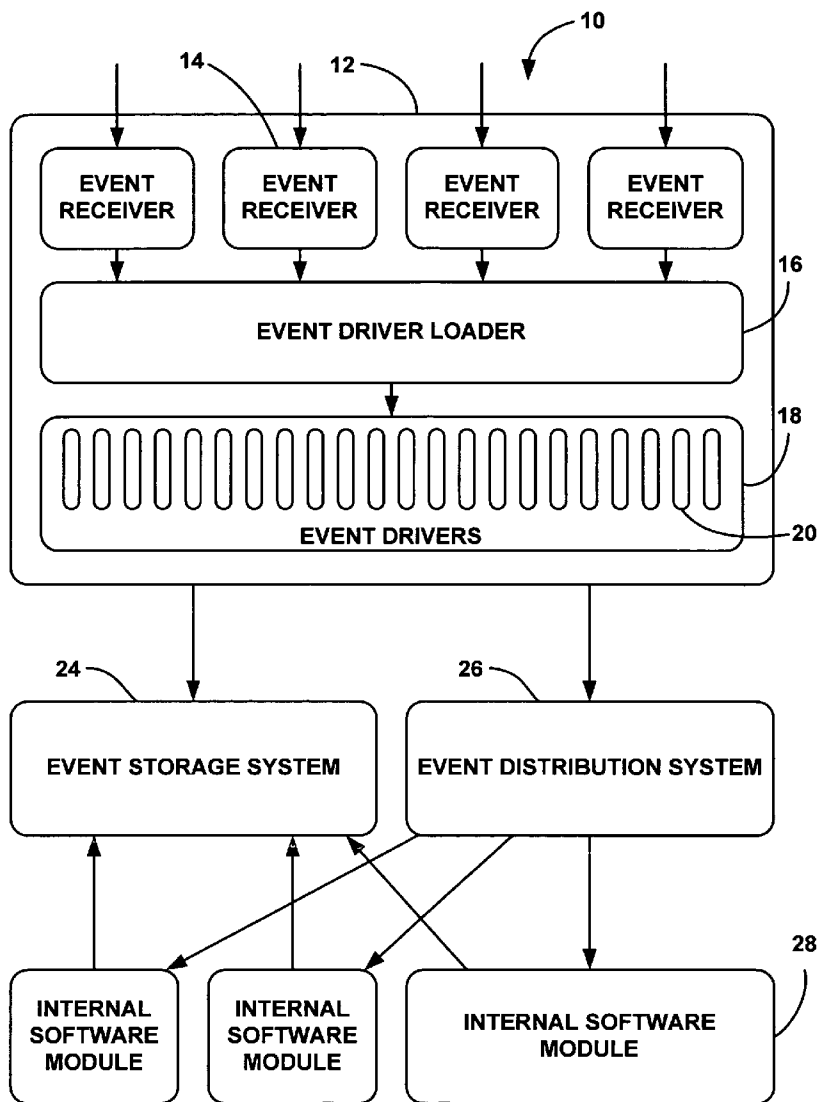 10
14
12
EVENT
RECEIVER
EVENT
RECEIVER
EVENT
RECEIVER
EVENT
RECEIVER
16
EVENT DRIVER LOADER
18
EVENT DRIVERS
20
24
26
EVENT STORAGE SYSTEM
EVENT DISTRIBUTION SYSTEM
28
INTERNAL
SOFTWARE
MODULE
INTERNAL
SOFTWARE
MODULE
INTERNAL SOFTWARE
MODULE